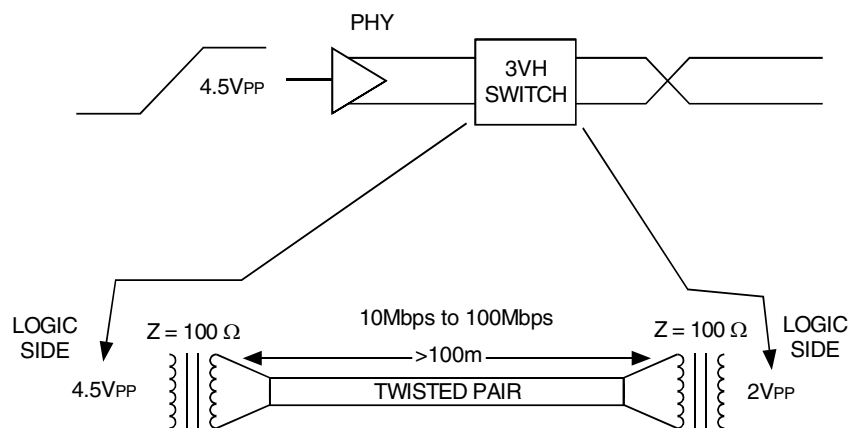 PHY
4.5VPP
3VH
SWITCH
LOGIC
SIDE
Z = 100 Ω
10Mbps to 100Mbps
Z = 100 Ω
LOGIC
SIDE
>100m
4.5VPP
TWISTED PAIR
2VPP